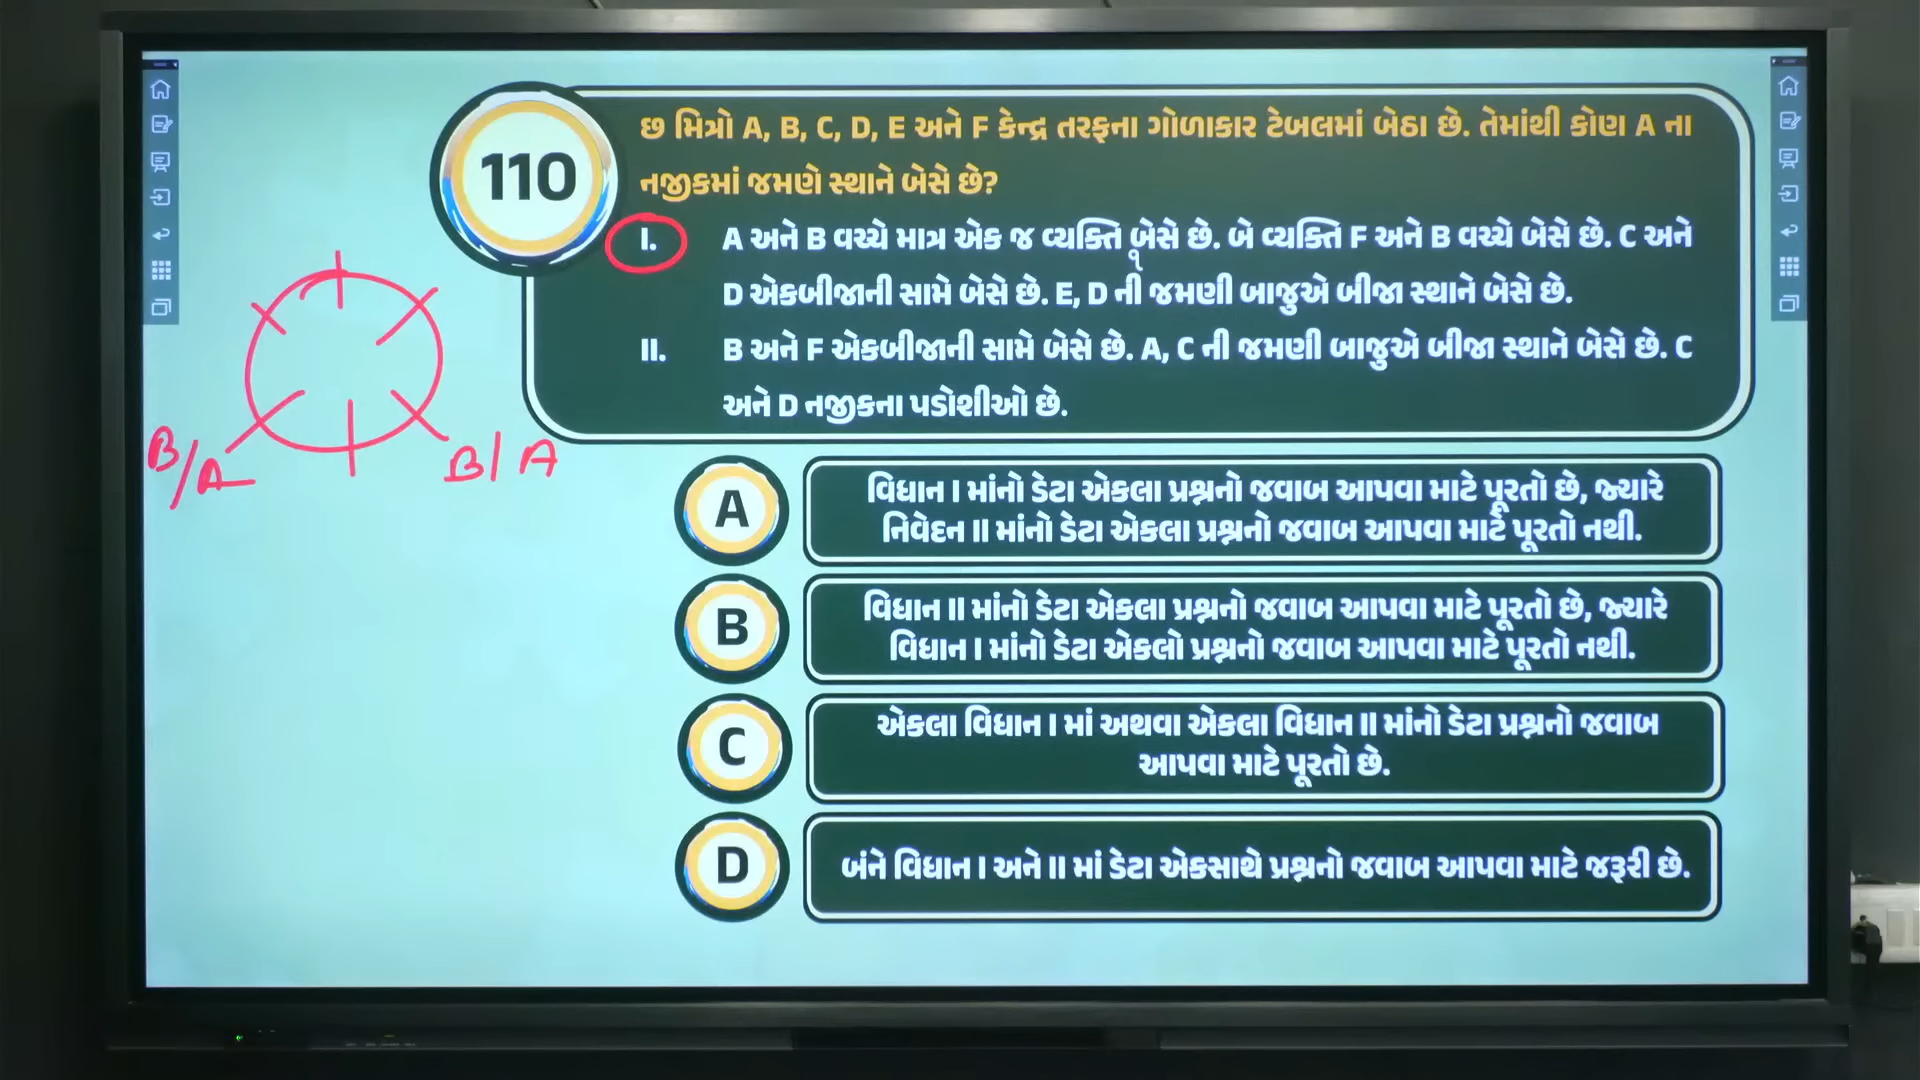 110
છ મિત્રો A, B, C, D, E અને F કેન્દ્ર તરફના ગોળાકાર ટેબલમાં બેઠા છે. તેમાંથી કોણ A ના
નજીકમાં જમણે સ્થાને બેસે છે?
I. A અને B વચ્ચે માત્ર એક જ વ્યક્તિ બેસે છે. બે વ્યક્તિ F અને B વચ્ચે બેસે છે. C અને
D એકબીજાની સામે બેસે છે. E, D ની જમણી બાજુએ બીજા સ્થાને બેસે છે.
II. B અને F એકબીજાની સામે બેસે છે. A, C ની જમણી બાજુએ બીજા સ્થાને બેસે છે. C
અને D નજીકના પડોશીઓ છે.
B/A
B/A
A
વિધાન I માંનો ડેટા એકલા પ્રશ્નનો જવાબ આપવા માટે પૂરતો છે, જ્યારે
નિવેદન II માંનો ડેટા એકલા પ્રશ્નનો જવાબ આપવા માટે પૂરતો નથી.
B
વિધાન II માંનો ડેટા એકલા પ્રશ્નનો જવાબ આપવા માટે પૂરતો છે, જ્યારે
વિધાન I માંનો ડેટા એકલો પ્રશ્નનો જવાબ આપવા માટે પૂરતો નથી.
C
એકલા વિધાન I માં અથવા એકલા વિધાન II માંનો ડેટા પ્રશ્નનો જવાબ
આપવા માટે પૂરતો છે.
D
બંને વિધાન I અને II માં ડેટા એકસાથે પ્રશ્નનો જવાબ આપવા માટે જરૂરી છે.